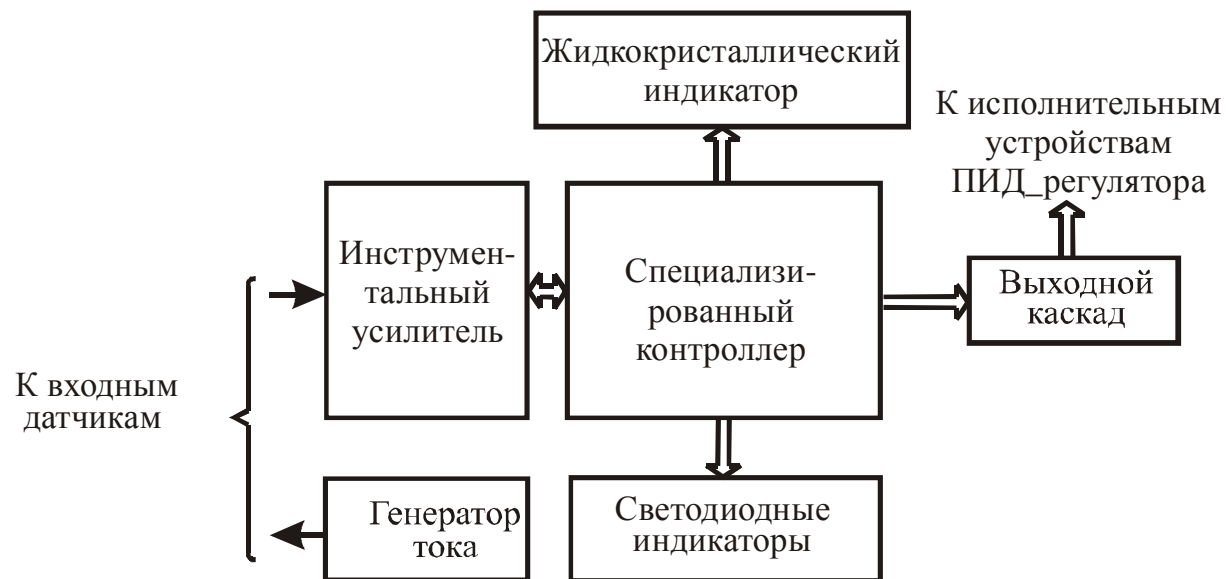 Жидкокристаллический
индикатор
К исполнительным
устройствам
ПИД_регулятора
Инструмен-
тальный
усилитель
Специализи-
рованный
контроллер
Выходной
каскад
К входным
датчикам
Генератор
тока
Светодиодные
индикаторы